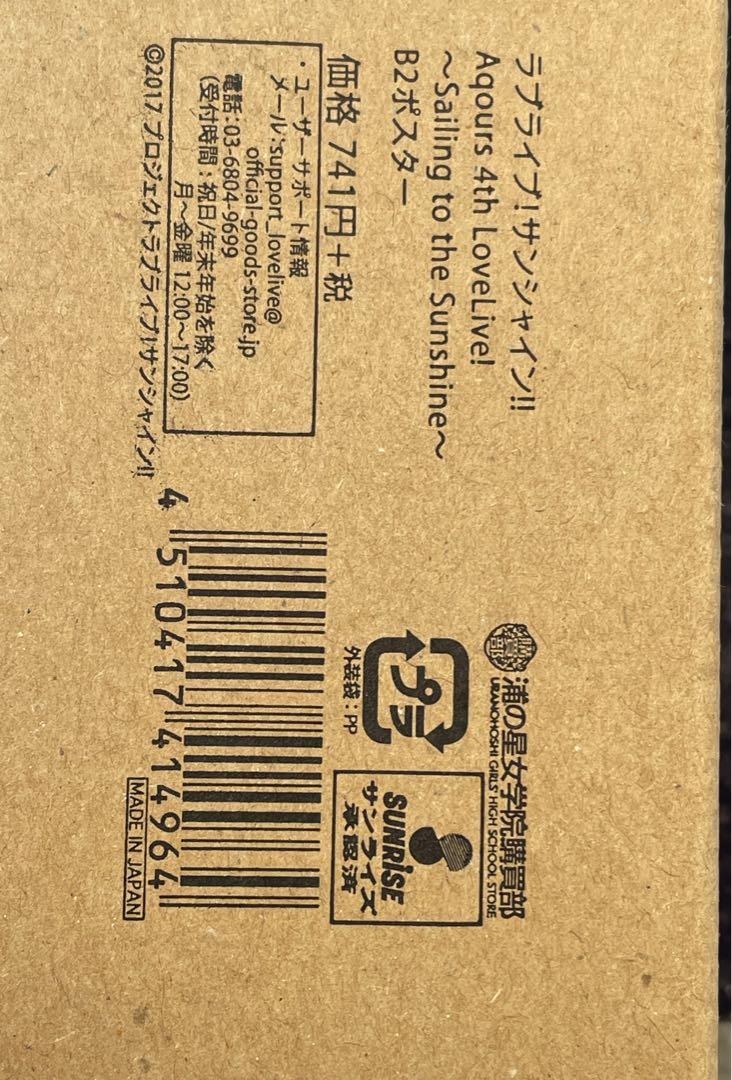 ラブライブ!サンシャイン!!
Aqours 4th LoveLive!
~Sailing to the Sunshine~
B2ポスター
価格 741円+税
・ユーザーサポート情報
メール:support_lovelive@
official-goods-store.jp
電話:03-6804-9699
(受付時間:祝日/年末年始を除く
月~金曜 12:00~17:00)
©2017 プロジェクトラブライブ!サンシャイン!!
購買部
浦の星女学院購買部
URANOHOSHI GIRLS' HIGH SCHOOL STORE
プラ
外装袋:PP
SUNRISE
サンライズ
承認済
4 510417 414964
MADE IN JAPAN